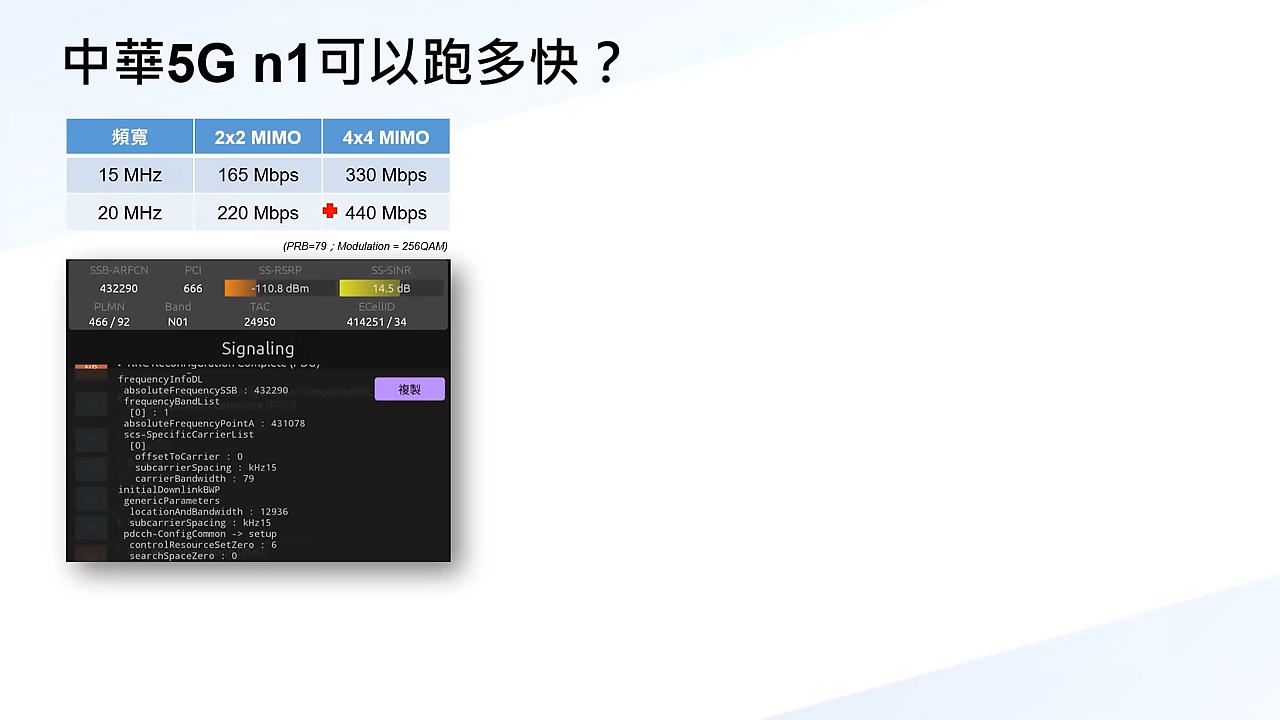 中華5G n1可以跑多快？
頻寬 2x2 MIMO 4x4 MIMO
15 MHz 165 Mbps 330 Mbps
20 MHz 220 Mbps 440 Mbps
(PRB=79；Modulation = 256QAM)
SSB-ARFCN PCI SS-RSRP SS-SINR
432290 666 -110.8 dBm 14.5 dB
PLMN Band TAC ECellID
466 / 92 N01 24950 414251 / 34
Signaling
RRC Reconfiguration Complete (PDU)
frequencyInfoDL
absoluteFrequencySSB : 432290
複製
frequencyBandList
[0] : 1
absoluteFrequencyPointA : 431078
scs-SpecificCarrierList
[0]
offsetToCarrier : 0
subcarrierSpacing : kHz15
carrierBandwidth : 79
initialDownlinkBWP
genericParameters
locationAndBandwidth : 12936
subcarrierSpacing : kHz15
pdcch-ConfigCommon -> setup
controlResourceSetZero : 6
searchSpaceZero : 0